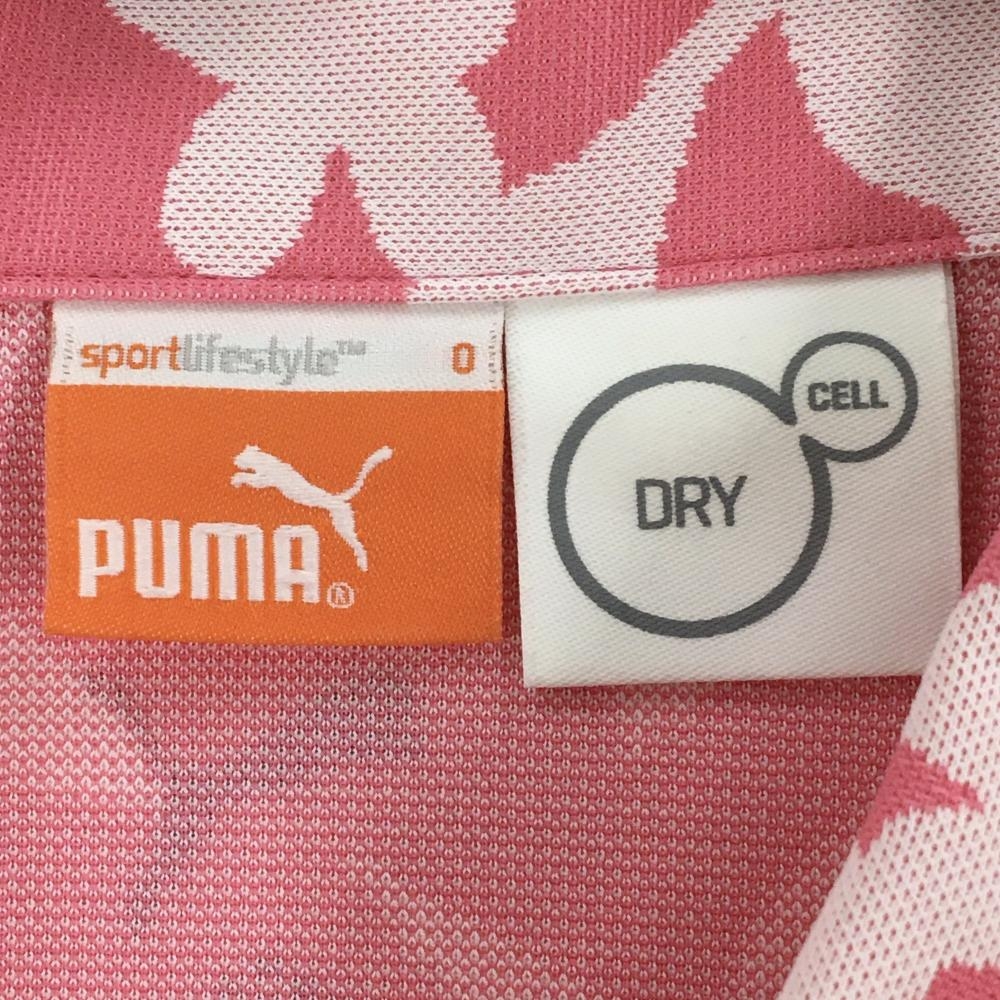 sportlifestyle™ 0
PUMA®
DRY
CELL